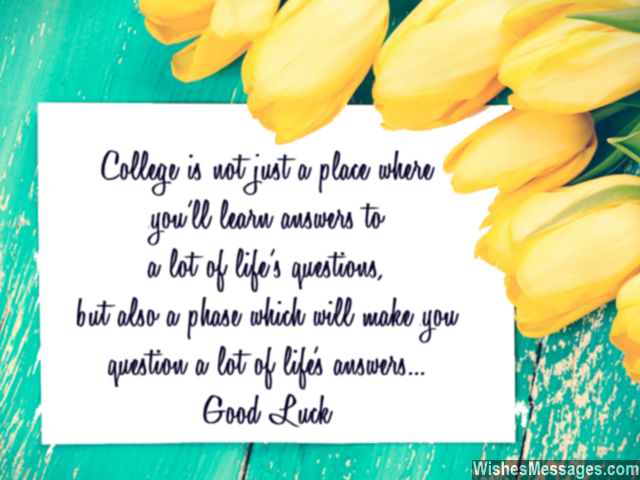 College is not just a place where
you'll learn answers to
a lot of life's questions,
but also a phase which will make you
question a lot of life's answers...
Good Luck
WishesMessages.com